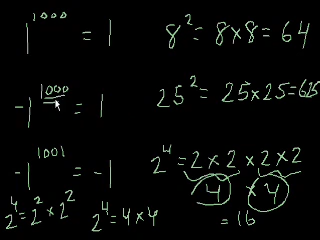 1^1000 = 1
8^2 = 8×8 = 64
-1^1000 = 1
25^2 = 25×25 = 625
-1^1001 = -1
2^4 = 2×2×2×2
4 × 4
= 16
2^4 = 2^2 × 2^2
2^4 = 4×4